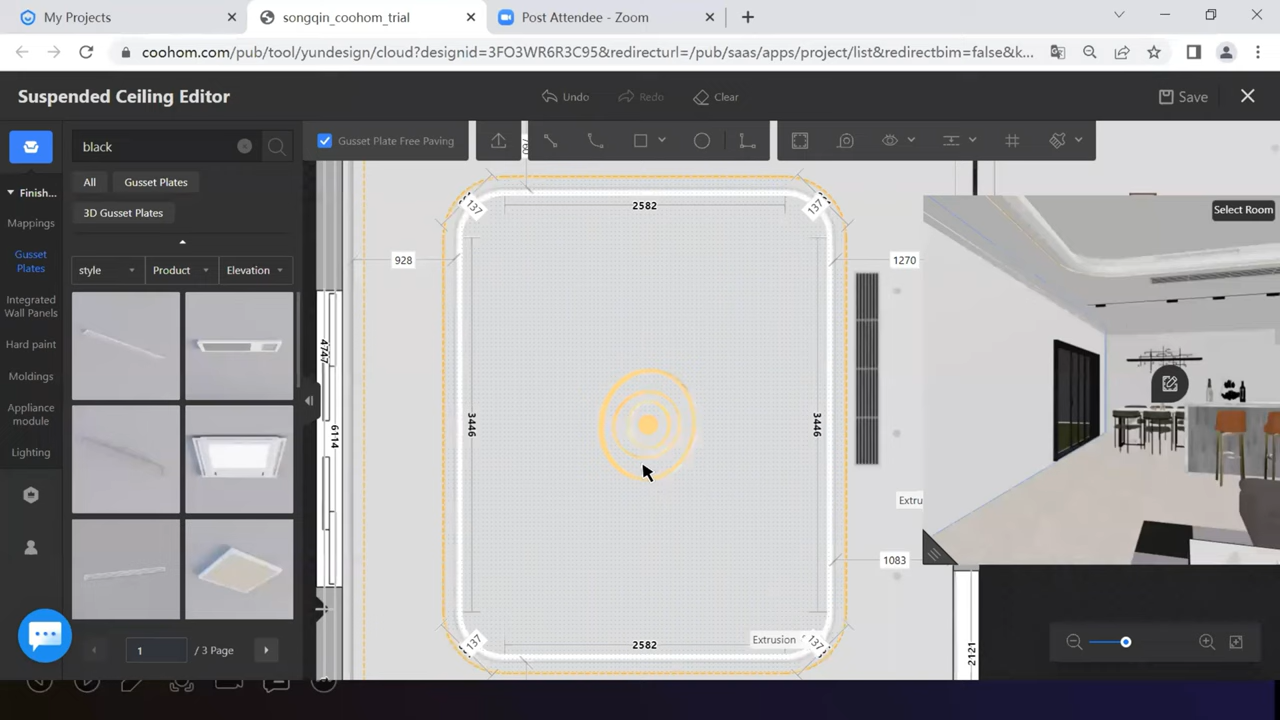 My Projects
songqin_coohom_trial
Post Attendee - Zoom
coohom.com/pub/tool/yundesign/cloud?designid=3FO3WR6R3C95&redirecturl=/pub/saas/apps/project/list&redirectbim=false&k...
Suspended Ceiling Editor
Undo
Redo
Clear
Save
black
Gusset Plate Free Paving
All
Gusset Plates
3D Gusset Plates
Finish...
Mappings
Gusset
Plates
Integrated
Wall Panels
Hard paint
Moldings
Appliance
module
Lighting
style
Product
Elevation
1
/ 3 Page
137
2582
137
928
1270
4747
6114
3446
3446
Extru
1083
137
2582
Extrusion
137
2121
Select Room